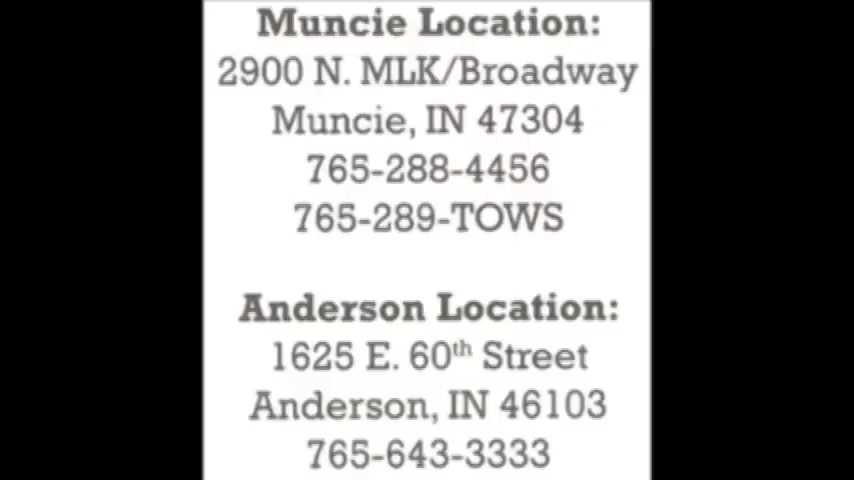 Muncie Location:
2900 N. MLK/Broadway
Muncie, IN 47304
765-288-4456
765-289-TOWS
Anderson Location:
1625 E. 60th Street
Anderson, IN 46103
765-643-3333